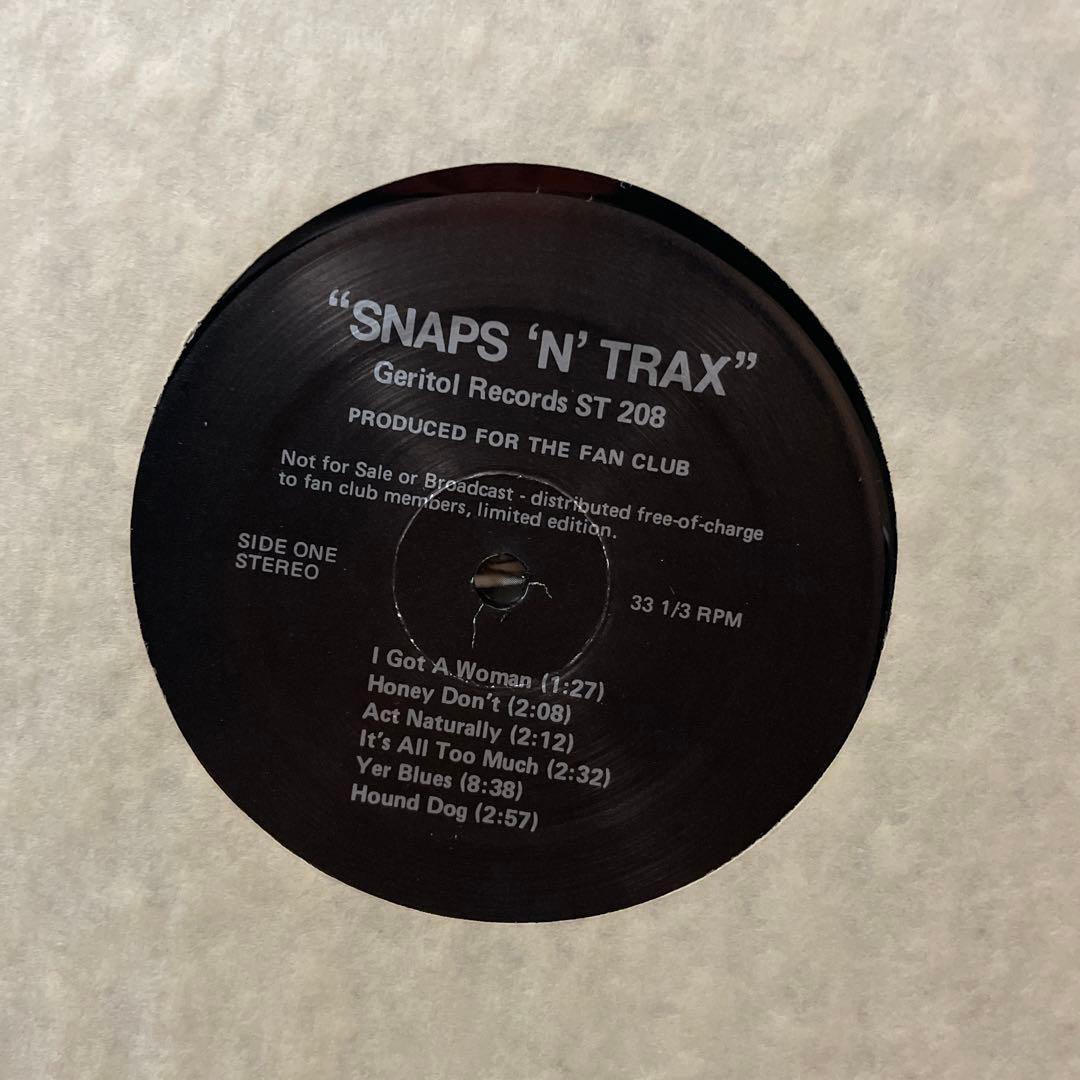 “SNAPS ‘N’ TRAX”
Geritol Records ST 208
PRODUCED FOR THE FAN CLUB
Not for Sale or Broadcast - distributed free-of-charge
to fan club members, limited edition.
SIDE ONE
STEREO
33 1/3 RPM
I Got A Woman (1:27)
Honey Don't (2:08)
Act Naturally (2:12)
It's All Too Much (2:32)
Yer Blues (8:38)
Hound Dog (2:57)